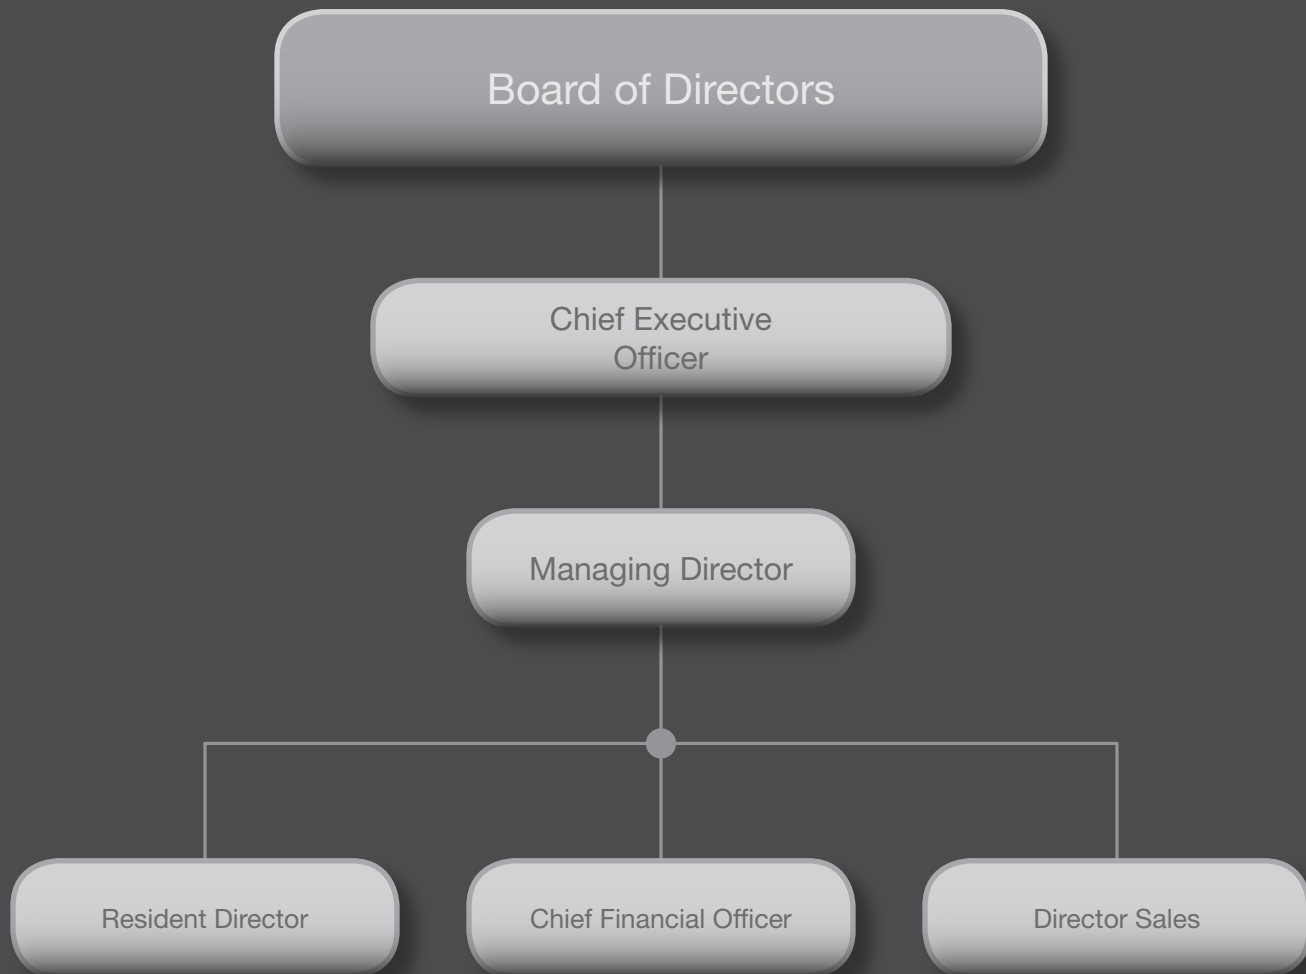 Board of Directors
Chief Executive
Officer
Managing Director
Resident Director
Chief Financial Officer
Director Sales